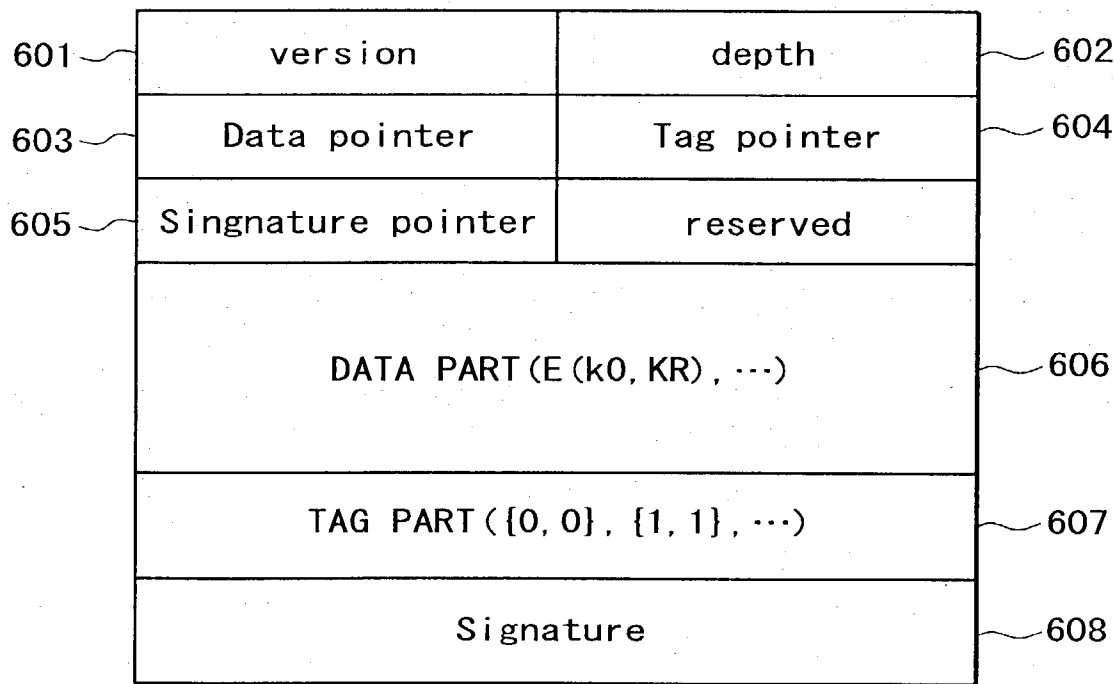 601 version depth 602
603 Data pointer Tag pointer 604
605 Singnature pointer reserved
DATA PART(E(k0,KR),···) 606
TAG PART({0,0},{1,1},···) 607
Signature 608